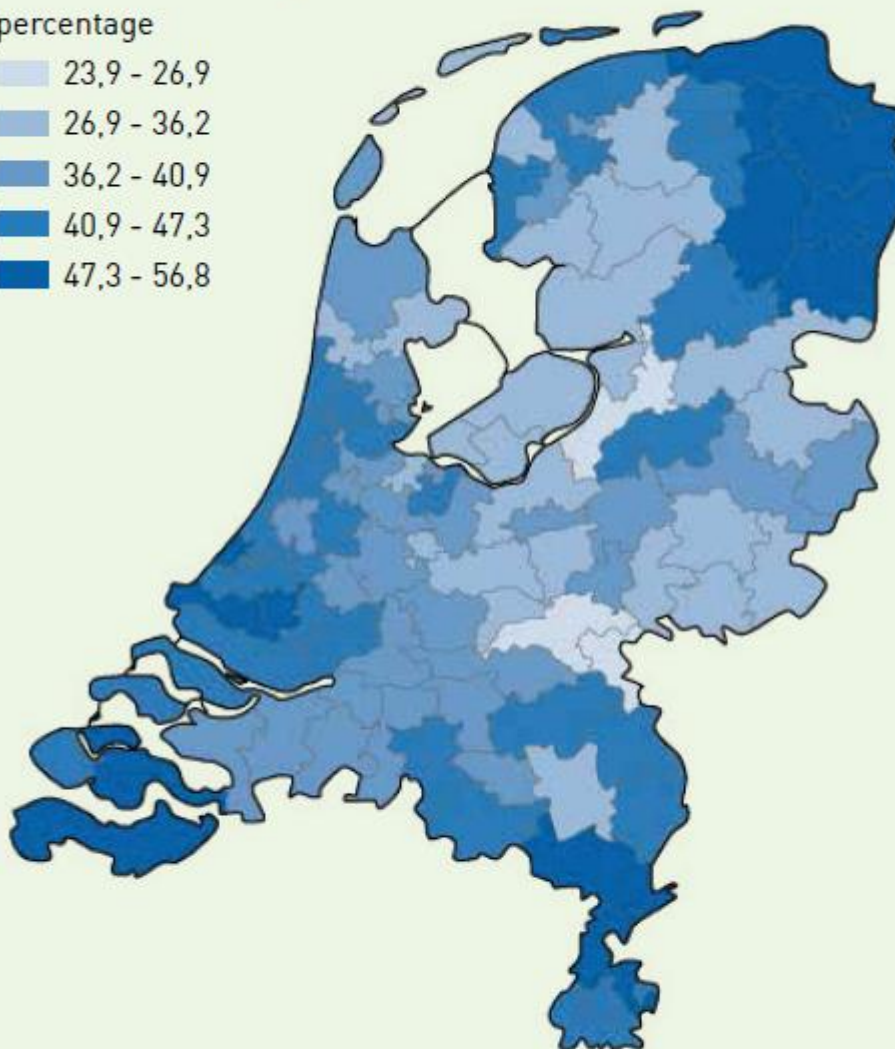 percentage
23,9 - 26,9
26,9 - 36,2
36,2 - 40,9
40,9 - 47,3
47,3 - 56,8